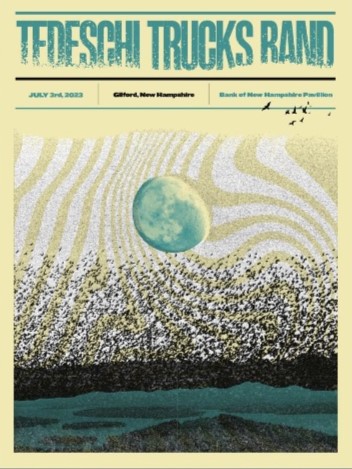 TEDESCHI TRUCKS BAND
JULY 3rd, 2023 Gilford, New Hampshire Bank of New Hampshire Pavilion